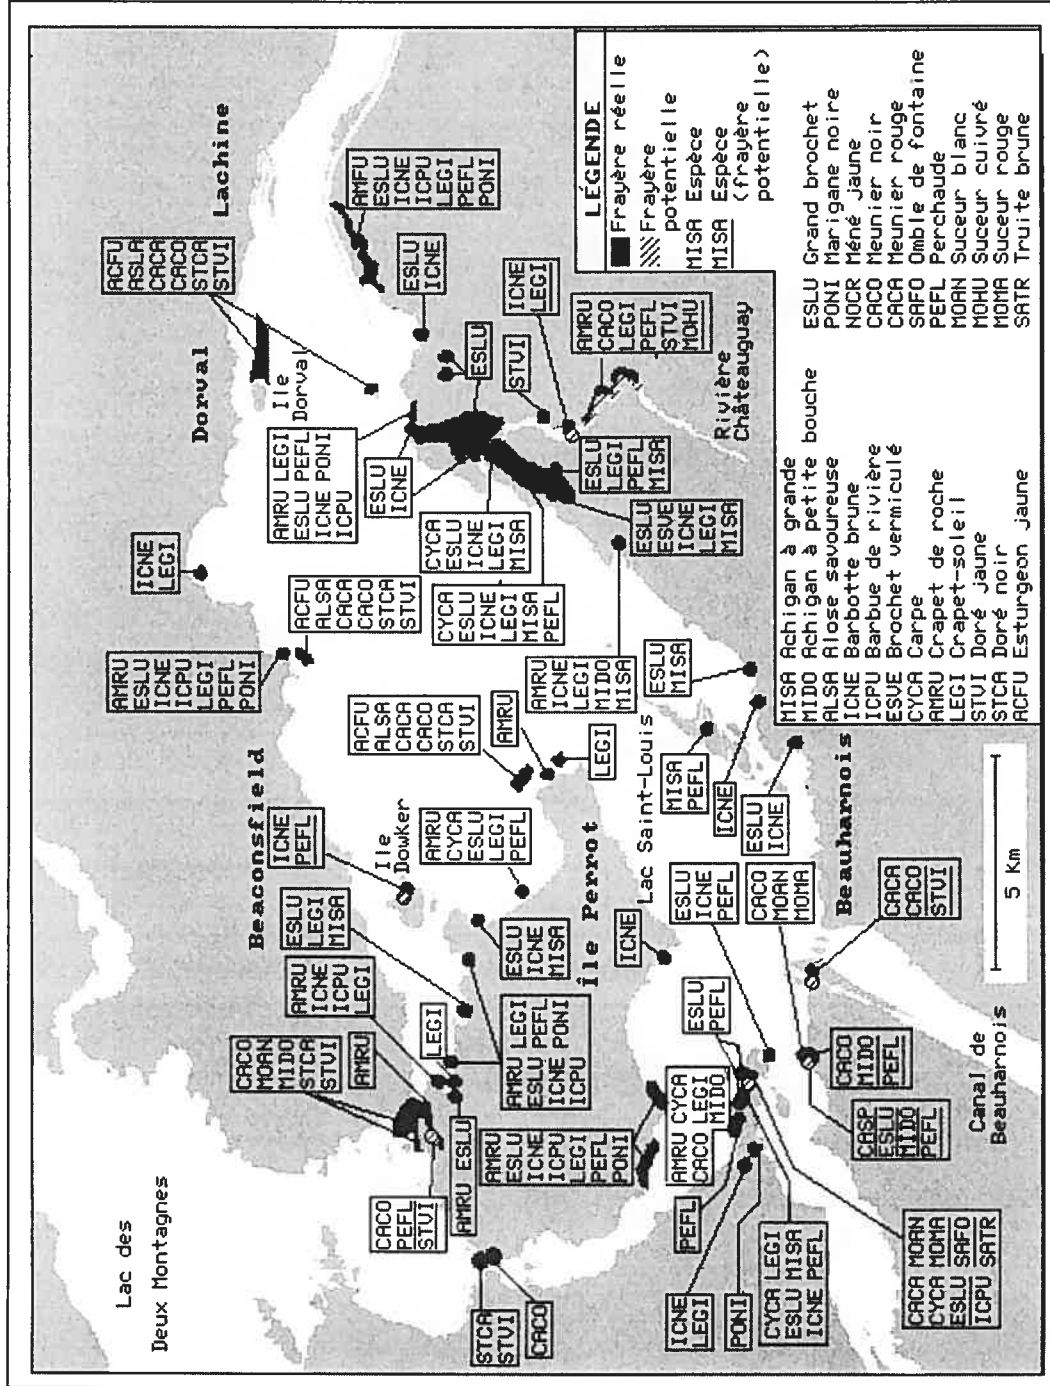 Lac des
Deux Montagnes
STCA
STVI
CACO
CACO
PEFL
STVI
CACO
MOAN
MIDO
STCA
STVI
AMRU
AMRU ESLU
AMRU
ICNE
ICPU
LEGI
LEGI
ESLU
LEGI
MISA
Beaconsfield
ICNE
PEFL
Ile
Dowker
AMRU LEGI
ESLU PEFL
ICNE PONI
ICPU
ESLU
ICNE
MISA
AMRU
CYCA
ESLU
LEGI
PEFL
Île Perrot
AMRU
ESLU
ICNE
ICPU
LEGI
PEFL
PONI
ACFU
ALSA
CACA
CACO
STCA
STVI
AMRU
LEGI
AMRU
ESLU
ICNE
ICPU
LEGI
PEFL
PONI
ICNE
LEGI
ACFU
ALSA
CACA
CACO
STCA
STVI
Dorval
Ile
Dorval
Lachine
ACFU
ASLA
CACA
CACO
STCA
STVI
AMFU
ESLU
ICNE
ICPU
LEGI
PEFL
PONI
AMRU LEGI
ESLU PEFL
ICNE PONI
ICPU
ESLU
ICNE
ESLU
ICNE
ESLU
CYCA
ESLU
ICNE
LEGI
MISA
CYCA
ESLU
ICNE
LEGI
MISA
PEFL
STVI
ICNE
LEGI
AMRU
CACO
LEGI
PEFL
STVI
MOHU
ESLU
LEGI
PEFL
MISA
ESLU
ESVE
ICNE
LEGI
MISA
AMRU
ICNE
LEGI
MIDO
MISA
Rivière
Châteauguay
Lac Saint-Louis
ICNE
ESLU
MISA
MISA
PEFL
ICNE
ESLU
ICNE
Beauharnois
ESLU
ICNE
PEFL
CACO
MOAN
MOMA
CACA
CACO
STVI
ESLU
PEFL
AMRU CYCA
CACO LEGI
MIDO
PEFL
ICNE
LEGI
PONI
CYCA LEGI
ESLU MISA
ICNE PEFL
CACA MOAN
CYCA MOMA
ESLU SAFO
ICPU SATR
CACO
MIDO
PEFL
CASP
ESLU
MIDO
PEFL
Canal de
Beauharnois
5 Km
LÉGENDE
Frayère réelle
Frayère
potentielle
MISA Espèce
MISA Espèce
(frayère
potentielle)
MISA Achigan à grande bouche
MIDO Achigan à petite bouche
ALSA Alose savoureuse
ICNE Barbotte brune
ICPU Barbue de rivière
ESVE Brochet vermiculé
CYCA Carpe
AMRU Crapet de roche
LEGI Crapet-soleil
STVI Doré jaune
STCA Doré noir
ACFU Esturgeon jaune
ESLU Grand brochet
PONI Marigane noire
NOCR Méné jaune
CACO Meunier noir
CACA Meunier rouge
SAFO Omble de fontaine
PEFL Perchaude
MOAN Suceur blanc
MOHU Suceur cuivré
MOMA Suceur rouge
SATR Truite brune